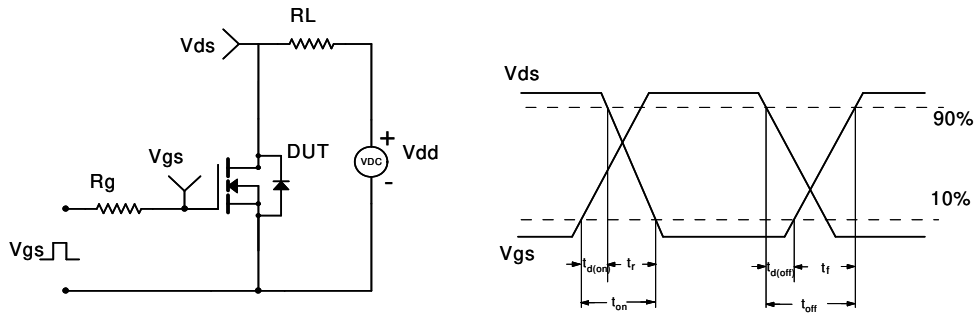 RL
Vds
Vgs
DUT
Rg
VDC
+
Vdd
-
Vgs
Vds
90%
10%
Vgs
td(on)
tr
td(off)
tf
ton
toff